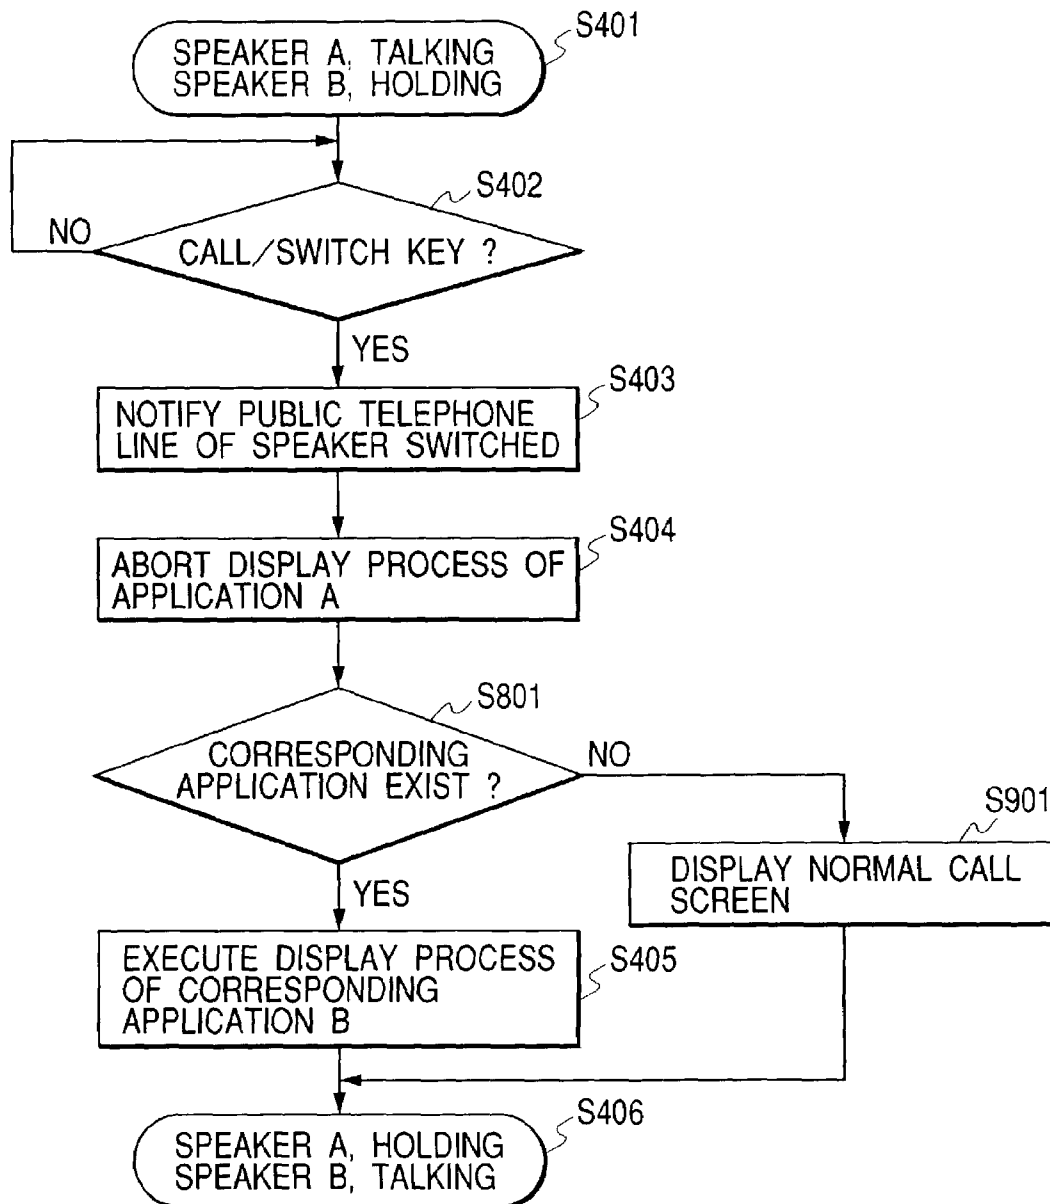 S401
SPEAKER A, TALKING
SPEAKER B, HOLDING
S402
NO
CALL/SWITCH KEY ?
YES
S403
NOTIFY PUBLIC TELEPHONE
LINE OF SPEAKER SWITCHED
S404
ABORT DISPLAY PROCESS OF
APPLICATION A
S801
CORRESPONDING
APPLICATION EXIST ?
NO
S901
DISPLAY NORMAL CALL
SCREEN
YES
S405
EXECUTE DISPLAY PROCESS
OF CORRESPONDING
APPLICATION B
S406
SPEAKER A, HOLDING
SPEAKER B, TALKING